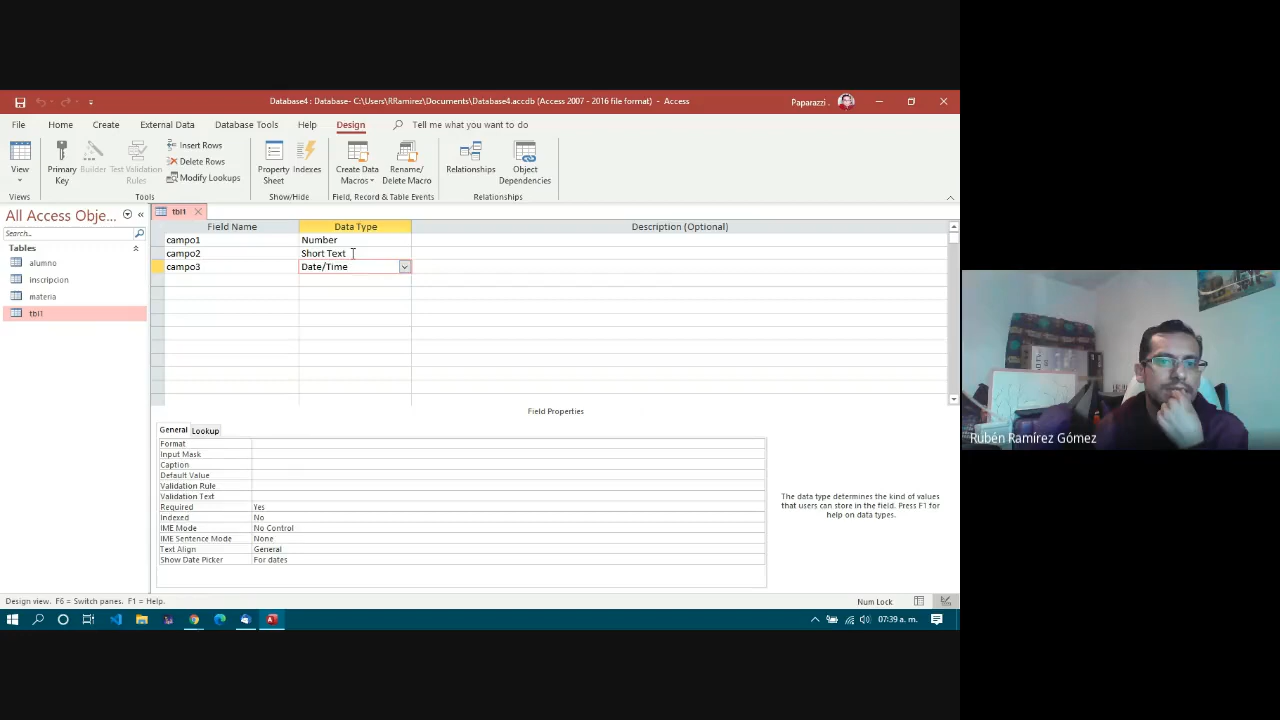 Database4 : Database- C:\Users\RRamirez\Documents\Database4.accdb (Access 2007 - 2016 file format) - Access
Paparazzi .
File Home Create External Data Database Tools Help Design Tell me what you want to do
View
Primary Key
Builder
Test Validation Rules
Insert Rows
Delete Rows
Modify Lookups
Property Sheet
Indexes
Create Data Macros
Rename/ Delete Macro
Relationships
Object Dependencies
Views
Tools
Show/Hide
Field, Record & Table Events
Relationships
All Access Obje...
Search...
Tables
alumno
inscripcion
materia
tbl1
tbl1
Field Name Data Type Description (Optional)
campo1 Number
campo2 Short Text
campo3 Date/Time
Field Properties
General Lookup
Format
Input Mask
Caption
Default Value
Validation Rule
Validation Text
Required Yes
Indexed No
IME Mode No Control
IME Sentence Mode None
Text Align General
Show Date Picker For dates
The data type determines the kind of values
that users can store in the field. Press F1 for
help on data types.
Design view. F6 = Switch panes. F1 = Help.
Num Lock
07:39 a. m.
Rubén Ramírez Gómez